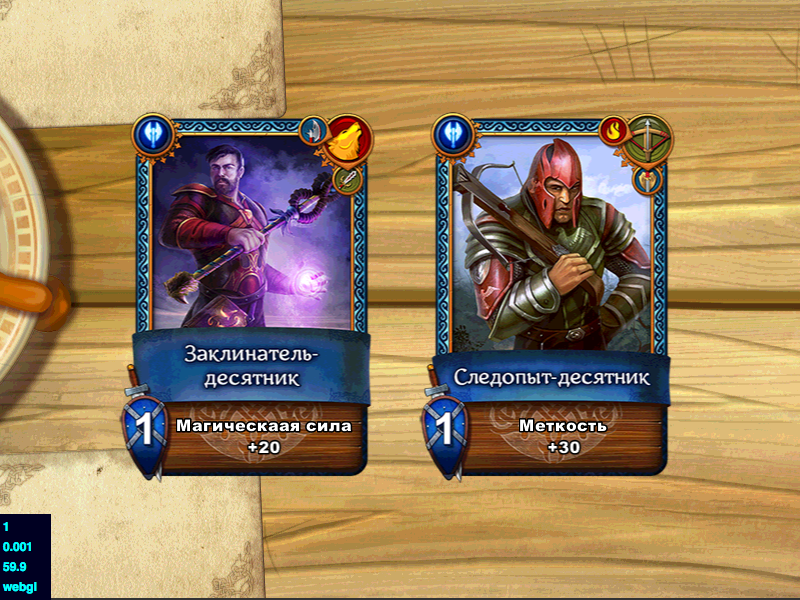 Заклинатель-
десятник
1
Магическаая сила
+20
Следопыт-десятник
1
Меткость
+30
1
0.001
59.9
webgl